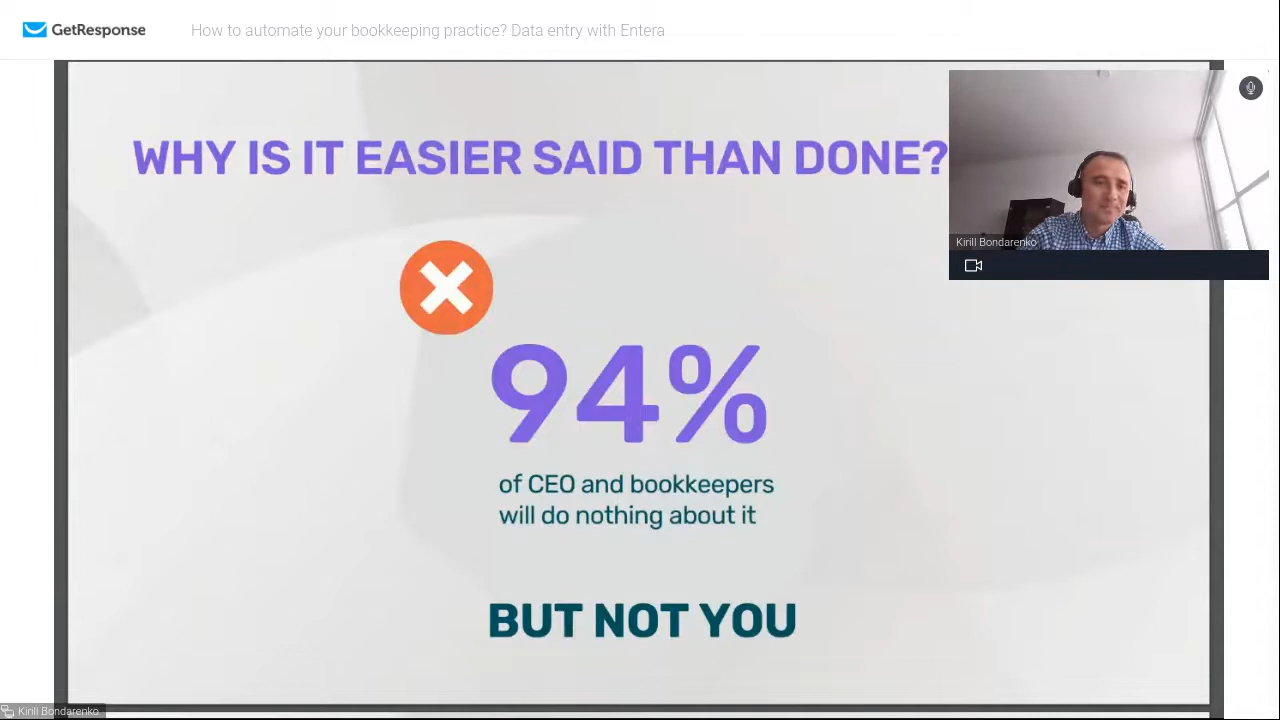 GetResponse
How to automate your bookkeeping practice? Data entry with Entera
WHY IS IT EASIER SAID THAN DONE?
Kirill Bondarenko
94%
of CEO and bookkeepers
will do nothing about it
BUT NOT YOU
Kirill Bondarenko